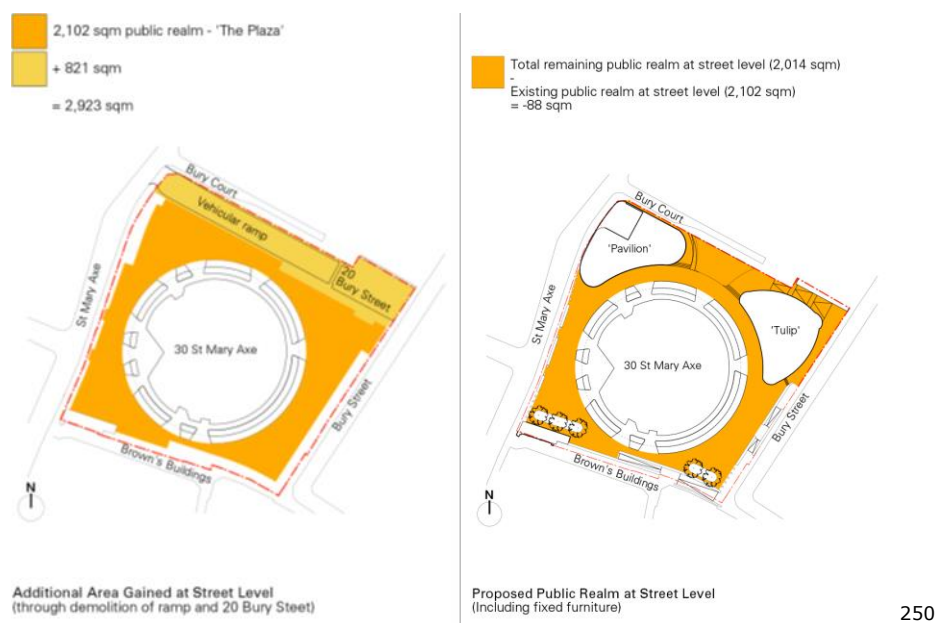 2,102 sqm public realm - 'The Plaza'
+ 821 sqm
= 2,923 sqm
Bury Court
Vehicular ramp
20
Bury Street
St Mary Axe
30 St Mary Axe
Bury Street
Brown's Buildings
N
Additional Area Gained at Street Level
(through demolition of ramp and 20 Bury Steet)
Total remaining public realm at street level (2,014 sqm)
-
Existing public realm at street level (2,102 sqm)
= -88 sqm
Bury Court
'Pavilion'
St Mary Axe
'Tulip'
30 St Mary Axe
Bury Street
Brown's Buildings
N
Proposed Public Realm at Street Level
(Including fixed furniture)
250